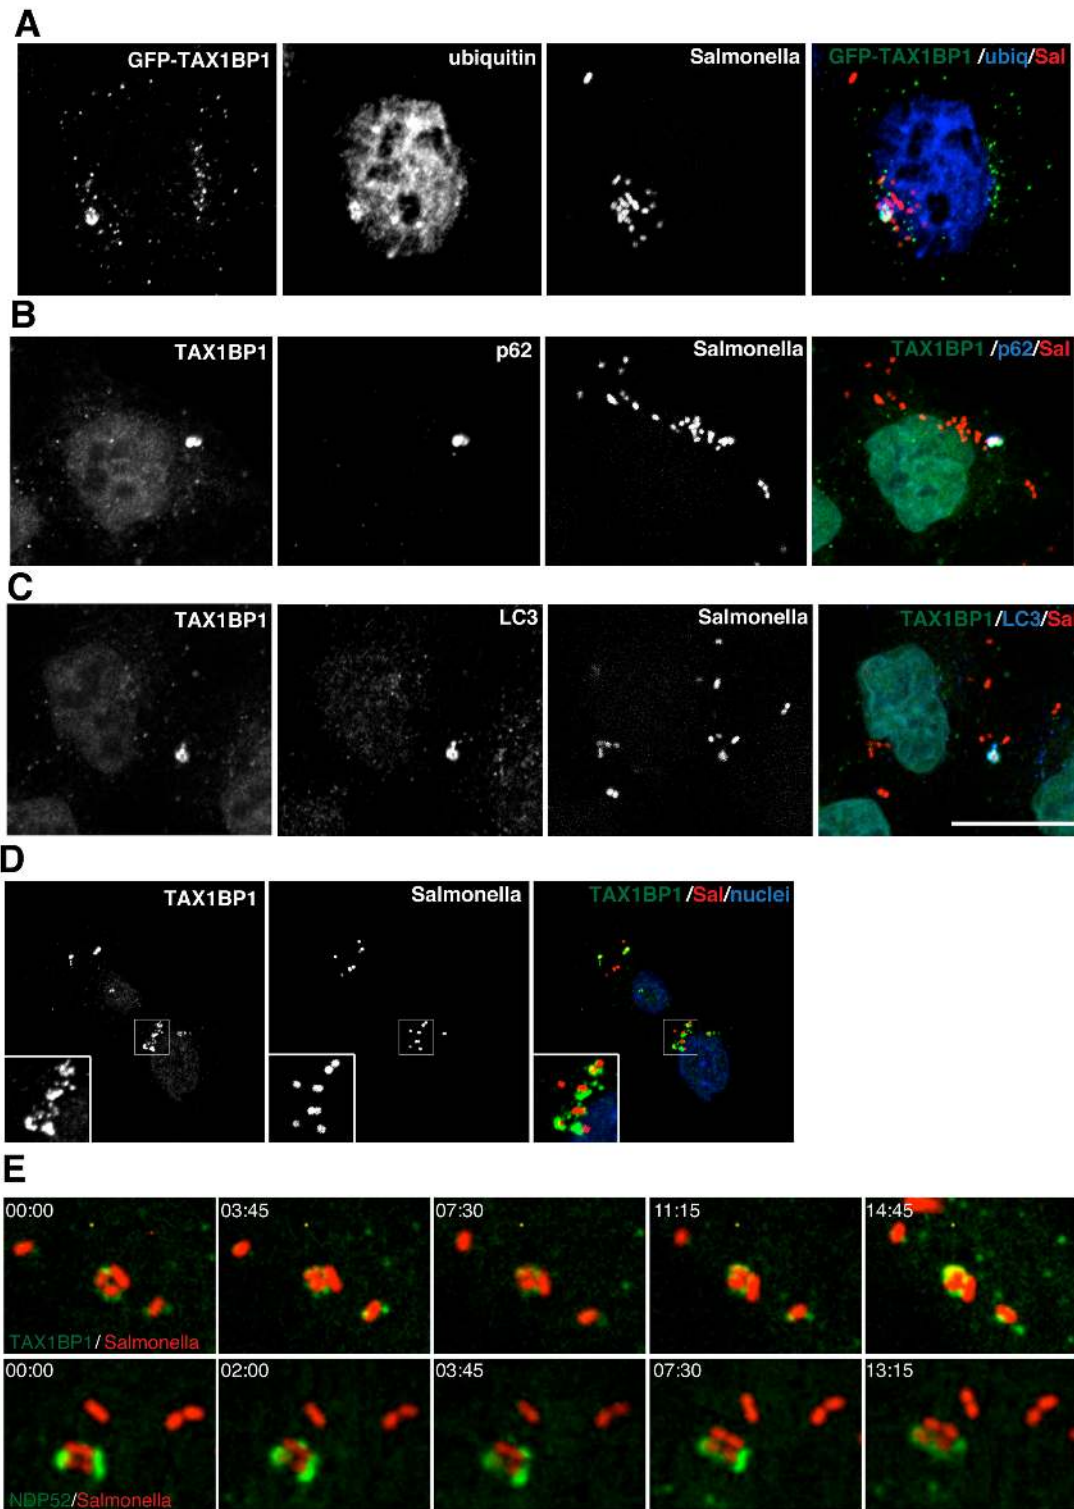 A
GFP-TAX1BP1 ubiquitin Salmonella GFP-TAX1BP1 /ubiq/Sal
B
TAX1BP1 p62 Salmonella TAX1BP1 /p62/Sal
C
TAX1BP1 LC3 Salmonella TAX1BP1/LC3/Sa
D
TAX1BP1 Salmonella TAX1BP1/Sal/nuclei
E
00:00 03:45 07:30 11:15 14:45
TAX1BP1/ Salmonella
00:00 02:00 03:45 07:30 13:15
NDP52/Salmonella